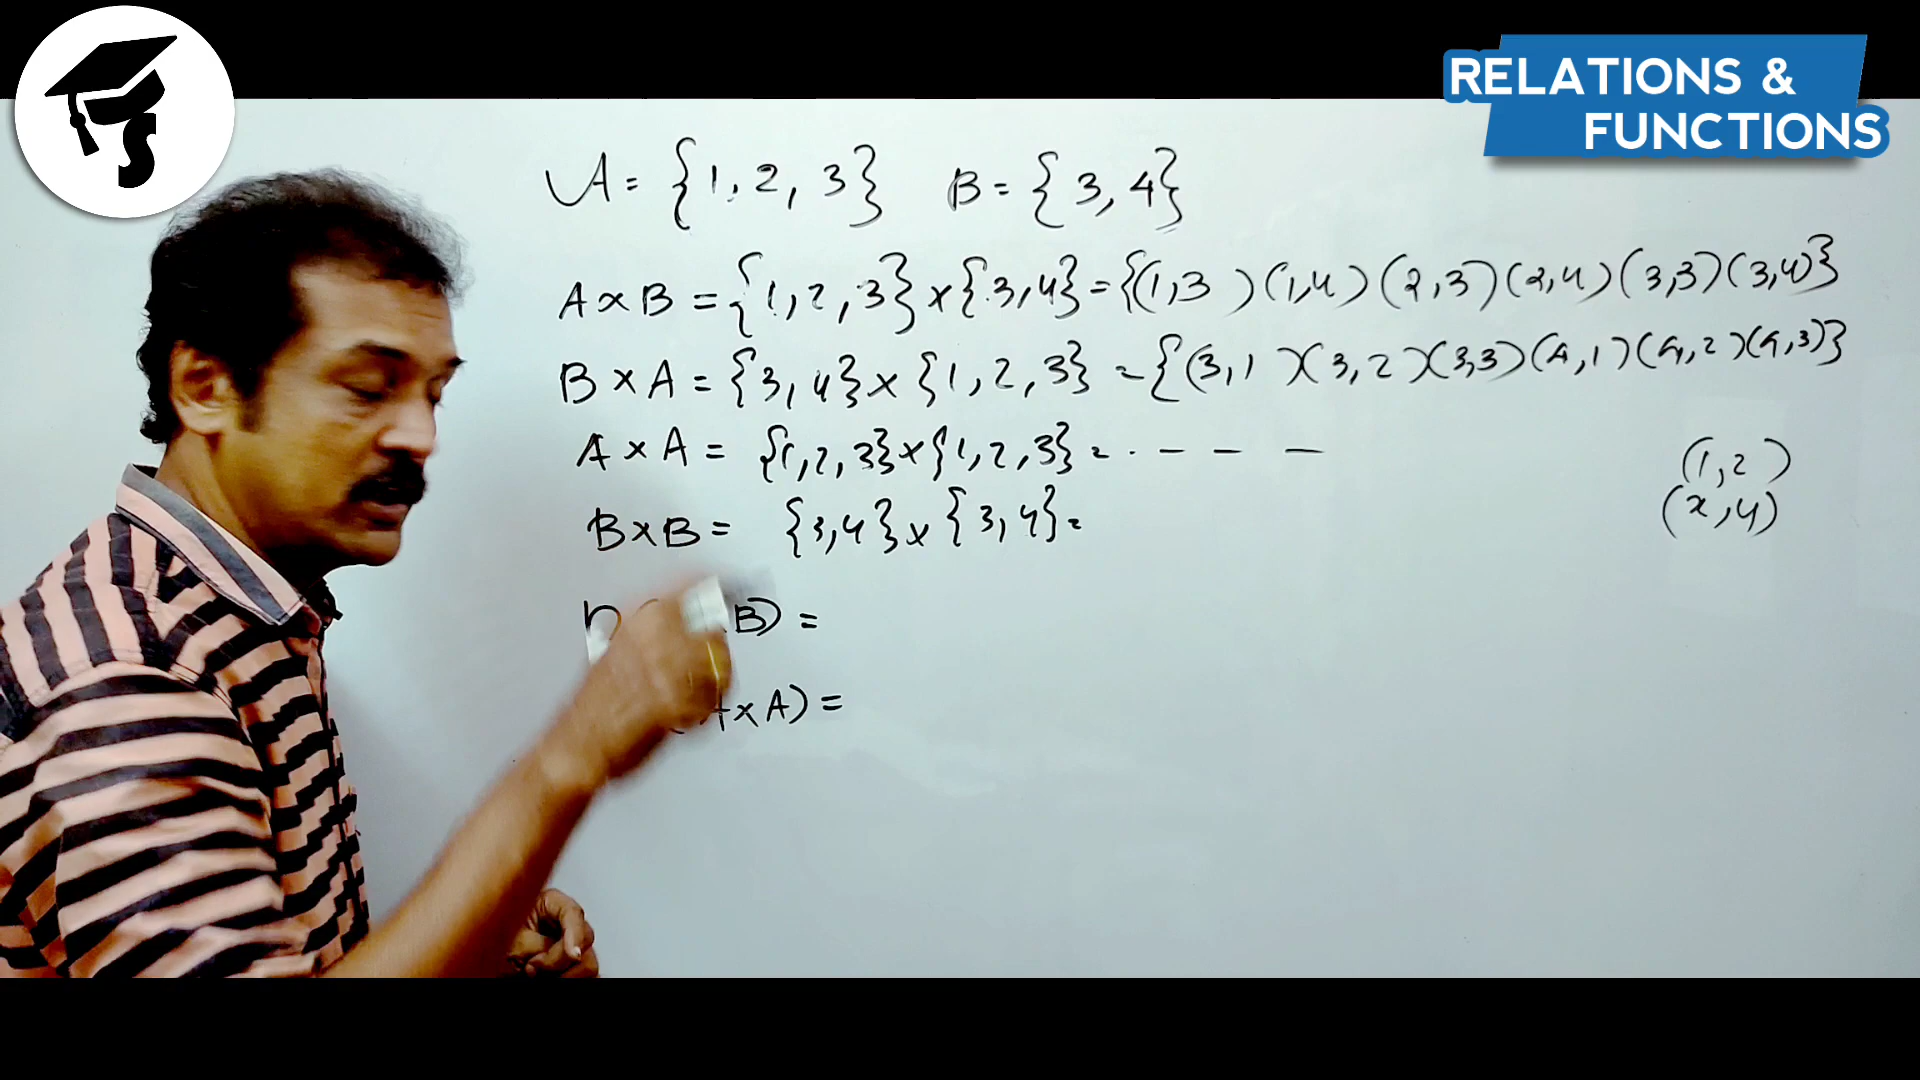 RELATIONS &
FUNCTIONS
A = {1, 2, 3} B = {3, 4}
A × B = {1, 2, 3} × {3, 4} = {(1,3) (1,4) (2,3) (2,4) (3,3) (3,4)}
B × A = {3, 4} × {1, 2, 3} = {(3,1) (3,2) (3,3) (4,1) (4,2) (4,3)}
A × A = {1, 2, 3} × {1, 2, 3} = . - - -
(1,2)
(x,y)
B × B = {3, 4} × {3, 4} =
B) =
A × A) =